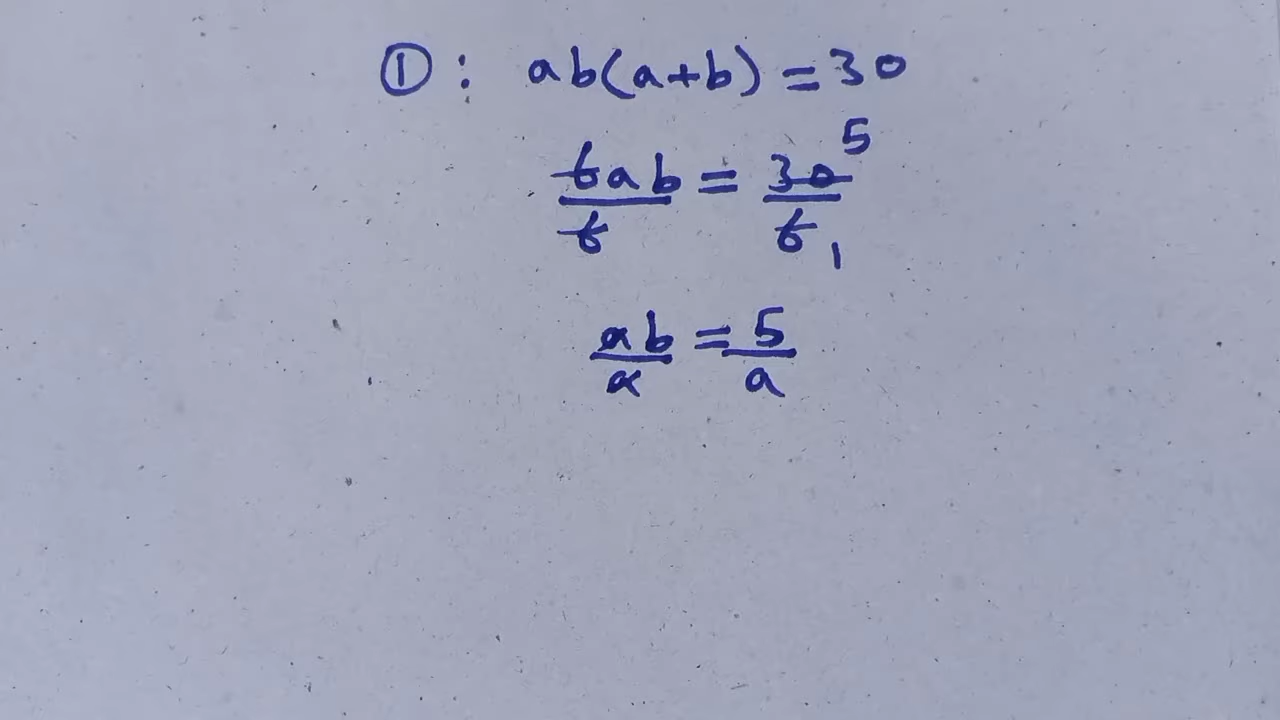 ①: ab(a+b) = 30
6ab/6 = 30/6 5 1
ab/a = 5/a